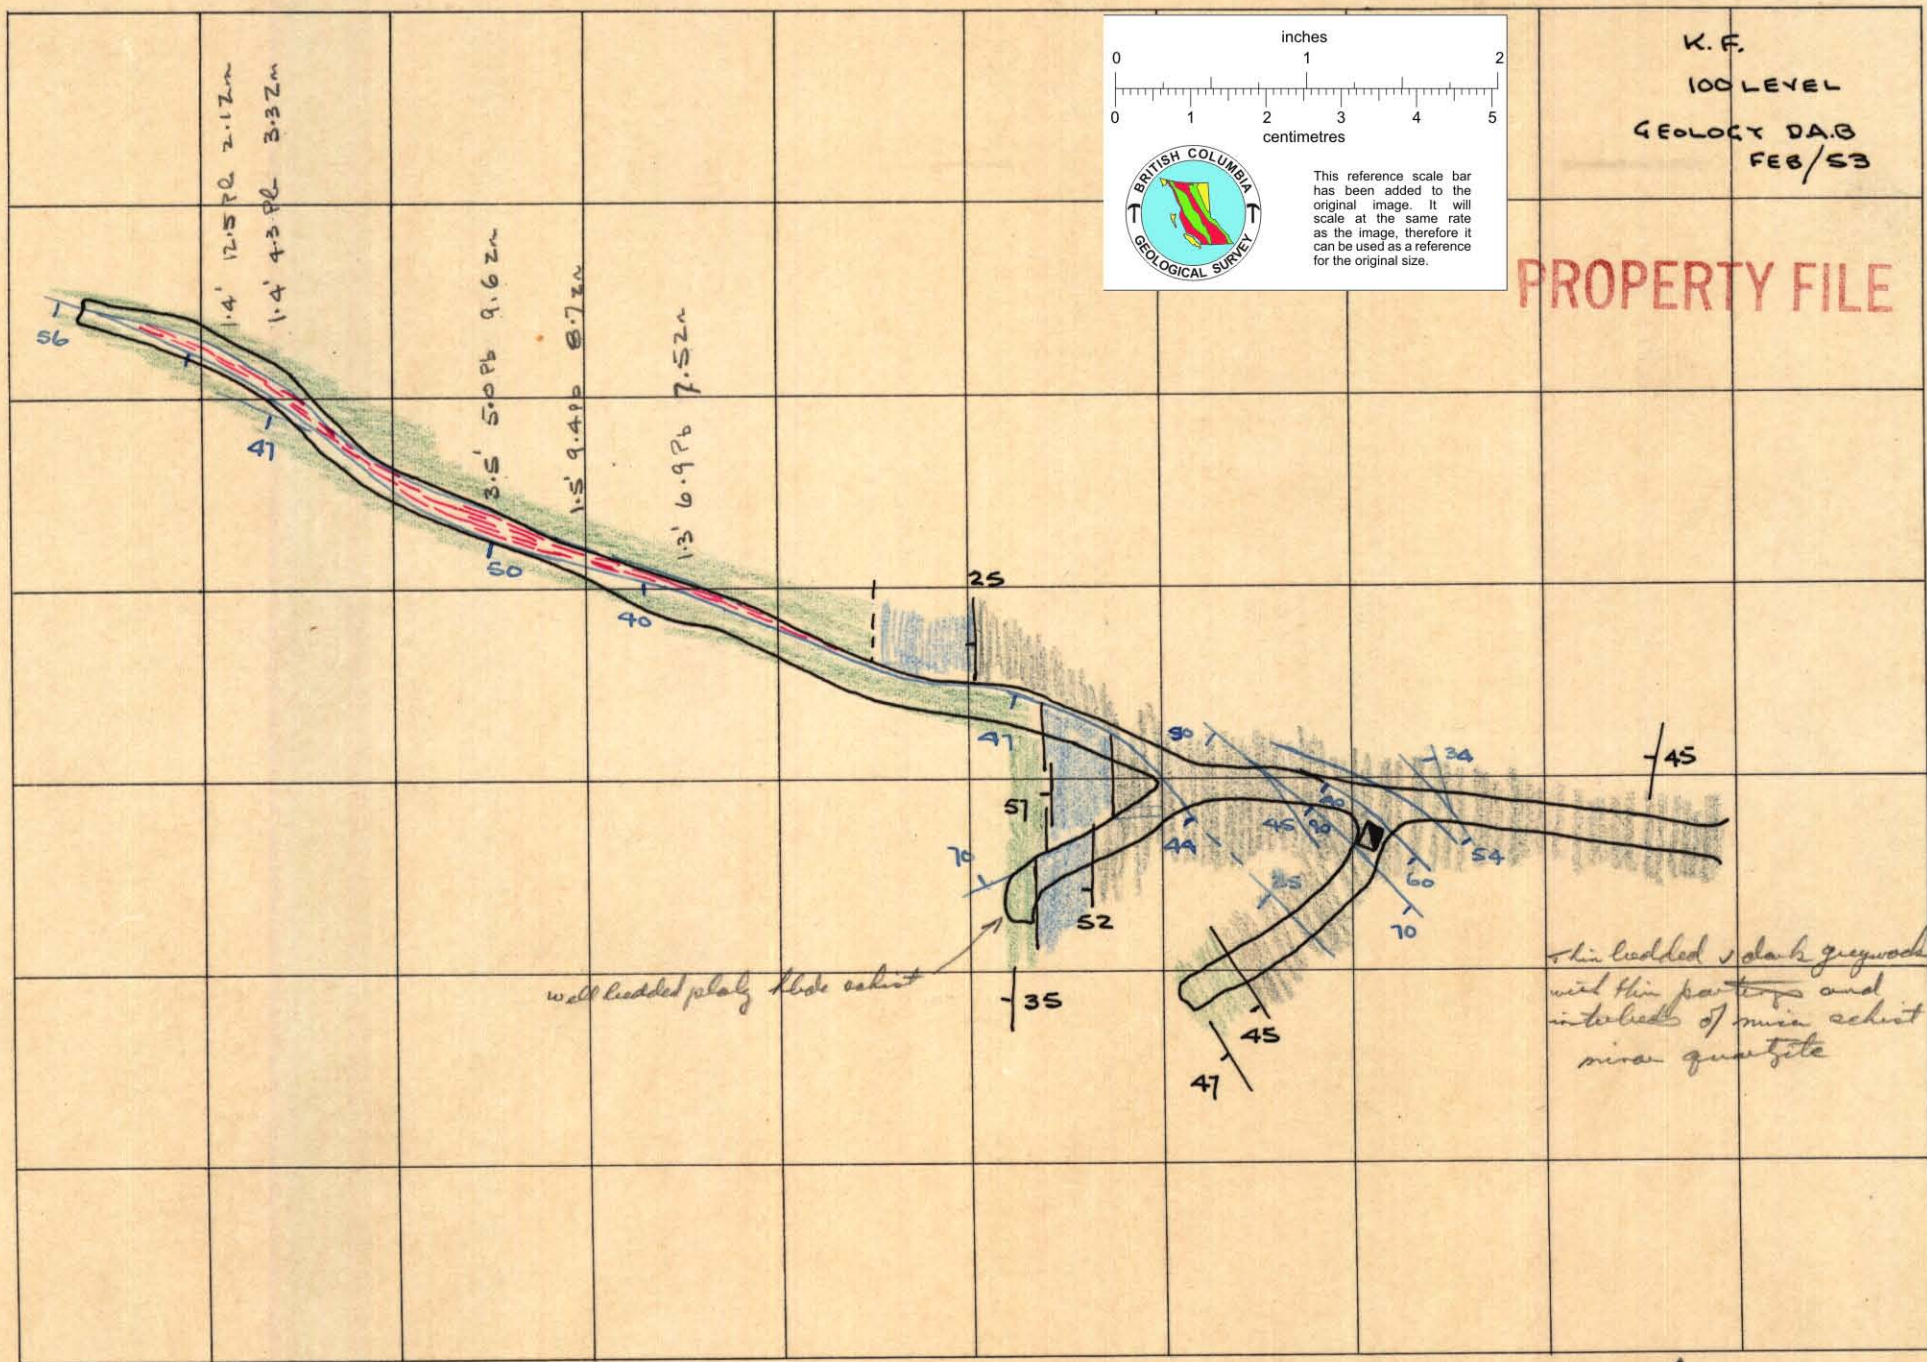 K.F.
100 LEVEL
GEOLOGY D.A.B
FEB/53
PROPERTY FILE
inches
0 1 2
0 1 2 3 4 5
centimetres
BRITISH COLUMBIA
GEOLOGICAL SURVEY
This reference scale bar
has been added to the
original image. It will
scale at the same rate
as the image, therefore it
can be used as a reference
for the original size.
1.4' 12.5 Pb 2.1 Zn
1.4' 4.3 Pb 3.3 Zn
3.5' 5.0 Pb 9.6 Zn
1.5' 9.4 Pb 8.7 Zn
1.3' 6.9 Pb 7.5 Zn
56
47
50
40
25
47
51
70
52
35
44
90
45
90
90
34
54
60
70
25
45
47
45
well bedded platy hbde schist
Thin bedded dark greywacke
with thin partings and
interbeds of mica schist
minor quartzite